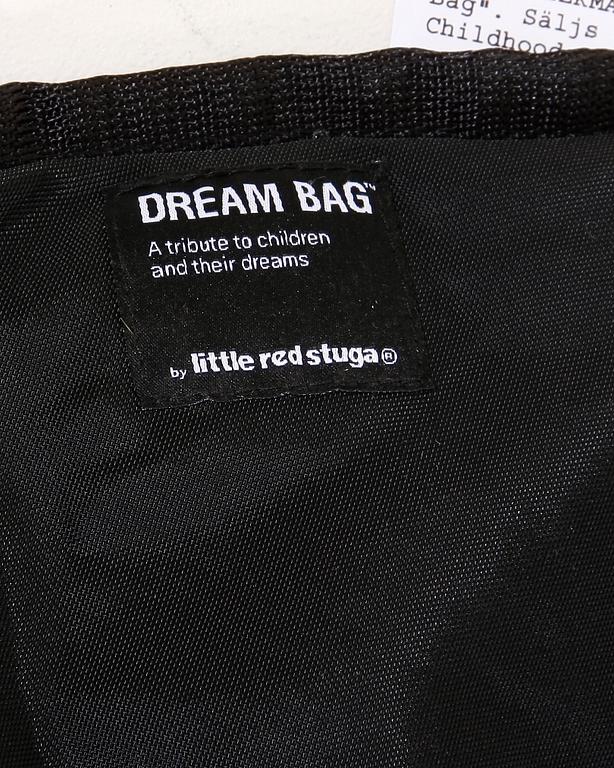 Bag". Säljs
Childhood
DREAM BAG™
A tribute to children
and their dreams
by little red stuga®